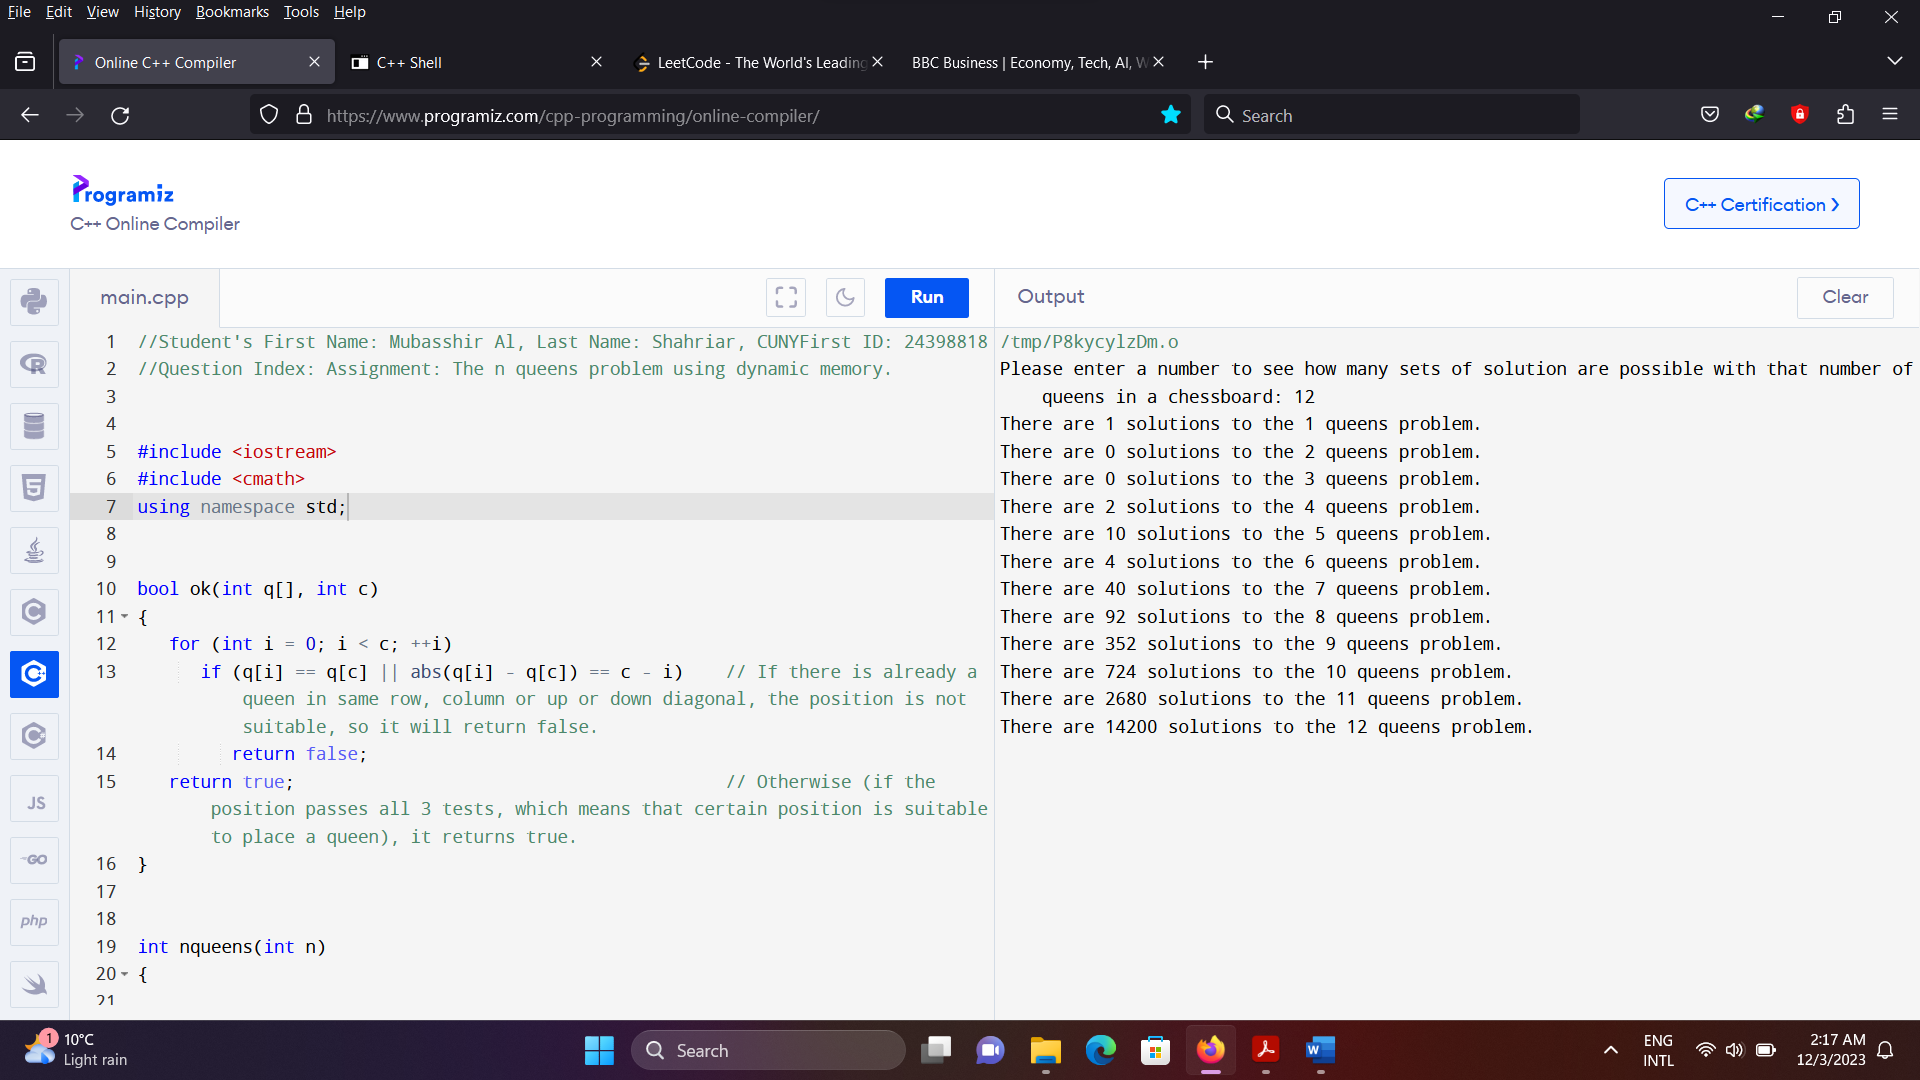 File Edit View History Bookmarks Tools Help
Online C++ Compiler
C++ Shell
LeetCode - The World's Leading
BBC Business | Economy, Tech, AI, W
https://www.programiz.com/cpp-programming/online-compiler/
Search
Programiz
C++ Online Compiler
C++ Certification
main.cpp
Run
Output
Clear
1 //Student's First Name: Mubasshir Al, Last Name: Shahriar, CUNYFirst ID: 24398818
2 //Question Index: Assignment: The n queens problem using dynamic memory.
3
4
5 #include <iostream>
6 #include <cmath>
7 using namespace std;
8
9
10 bool ok(int q[], int c)
11 {
12 for (int i = 0; i < c; ++i)
13 if (q[i] == q[c] || abs(q[i] - q[c]) == c - i) // If there is already a
queen in same row, column or up or down diagonal, the position is not
suitable, so it will return false.
14 return false;
15 return true; // Otherwise (if the
position passes all 3 tests, which means that certain position is suitable
to place a queen), it returns true.
16 }
17
18
19 int nqueens(int n)
20 {
21
/tmp/P8kycylzDm.o
Please enter a number to see how many sets of solution are possible with that number of
queens in a chessboard: 12
There are 1 solutions to the 1 queens problem.
There are 0 solutions to the 2 queens problem.
There are 0 solutions to the 3 queens problem.
There are 2 solutions to the 4 queens problem.
There are 10 solutions to the 5 queens problem.
There are 4 solutions to the 6 queens problem.
There are 40 solutions to the 7 queens problem.
There are 92 solutions to the 8 queens problem.
There are 352 solutions to the 9 queens problem.
There are 724 solutions to the 10 queens problem.
There are 2680 solutions to the 11 queens problem.
There are 14200 solutions to the 12 queens problem.
JS
GO
php
1
10°C
Light rain
Search
ENG
INTL
2:17 AM
12/3/2023